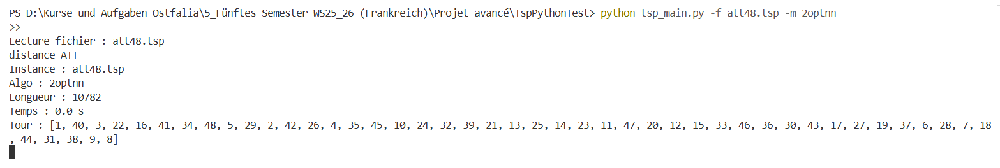 PS D:\Kurse und Aufgaben Ostfalia\5_Fünftes Semester WS25_26 (Frankreich)\Projet avancé\TspPythonTest> python tsp_main.py -f att48.tsp -m 2optnn
>>
Lecture fichier : att48.tsp
distance ATT
Instance : att48.tsp
Algo : 2optnn
Longueur : 10782
Temps : 0.0 s
Tour : [1, 40, 3, 22, 16, 41, 34, 48, 5, 29, 2, 42, 26, 4, 35, 45, 10, 24, 32, 39, 21, 13, 25, 14, 23, 11, 47, 20, 12, 15, 33, 46, 36, 30, 43, 17, 27, 19, 37, 6, 28, 7, 18
, 44, 31, 38, 9, 8]